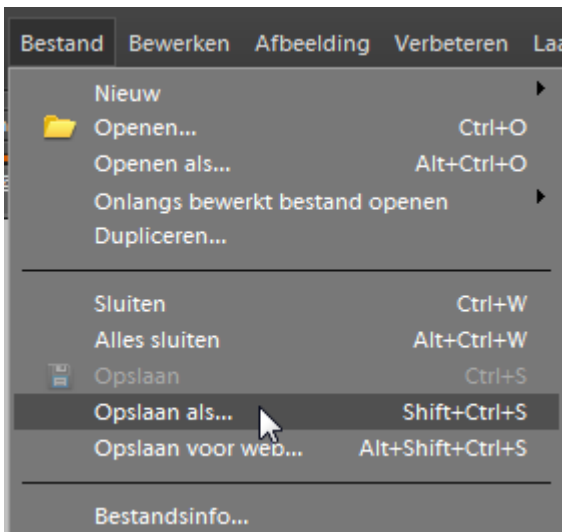 Bestand Bewerken Afbeelding Verbeteren
Nieuw
Openen... Ctrl+O
Openen als... Alt+Ctrl+O
Onlangs bewerkt bestand openen
Dupliceren...
Sluiten Ctrl+W
Alles sluiten Alt+Ctrl+W
Opslaan Ctrl+S
Opslaan als... Shift+Ctrl+S
Opslaan voor web... Alt+Shift+Ctrl+S
Bestandsinfo...